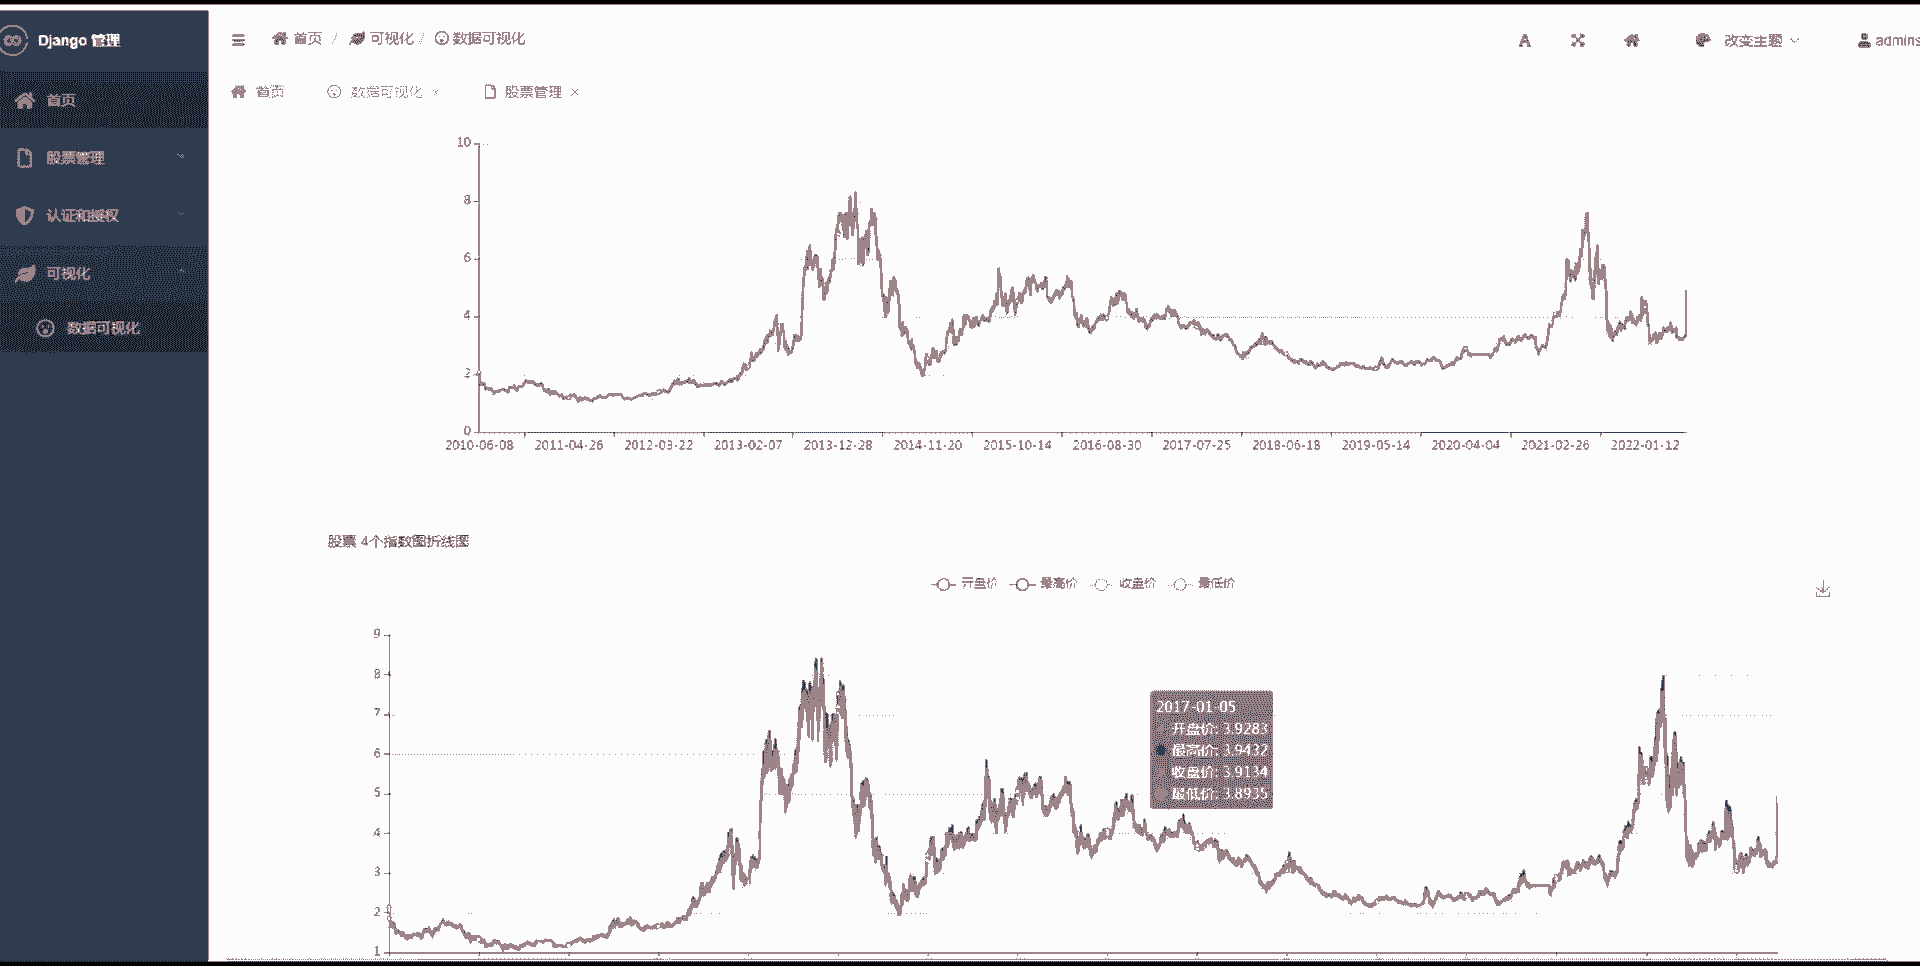 Django 管理
首页
股票管理
认证和授权
可视化
数据可视化
首页 / 可视化 / 数据可视化
A
改变主题
admins
首页
数据可视化 ×
股票管理 ×
10
8
6
4
2
0
2010-06-08 2011-04-26 2012-03-22 2013-02-07 2013-12-28 2014-11-20 2015-10-14 2016-08-30 2017-07-25 2018-06-18 2019-05-14 2020-04-04 2021-02-26 2022-01-12
股票 4个指数图折线图
开盘价 最高价 收盘价 最低价
9
8
7
6
5
4
3
2
1
2017-01-05
开盘价: 3.9283
最高价: 3.9432
收盘价: 3.9134
最低价: 3.8935